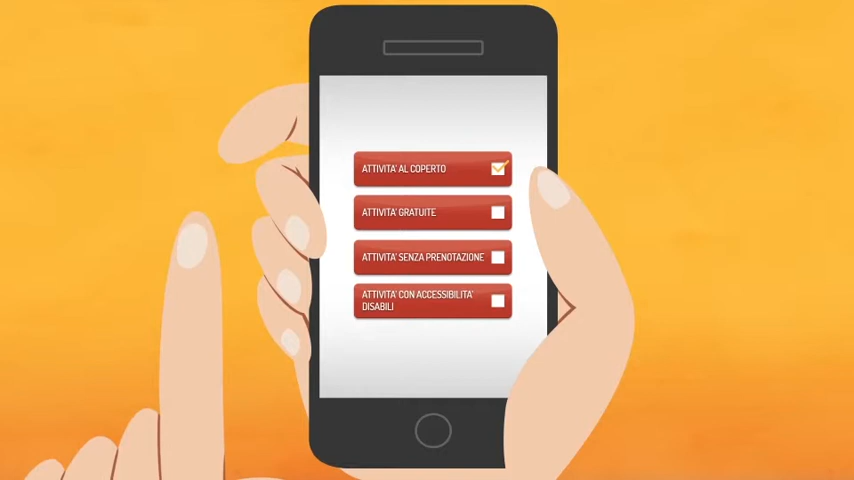 ATTIVITA' AL COPERTO
ATTIVITA' GRATUITE
ATTIVITA' SENZA PRENOTAZIONE
ATTIVITA' CON ACCESSIBILITA'
DISABILI